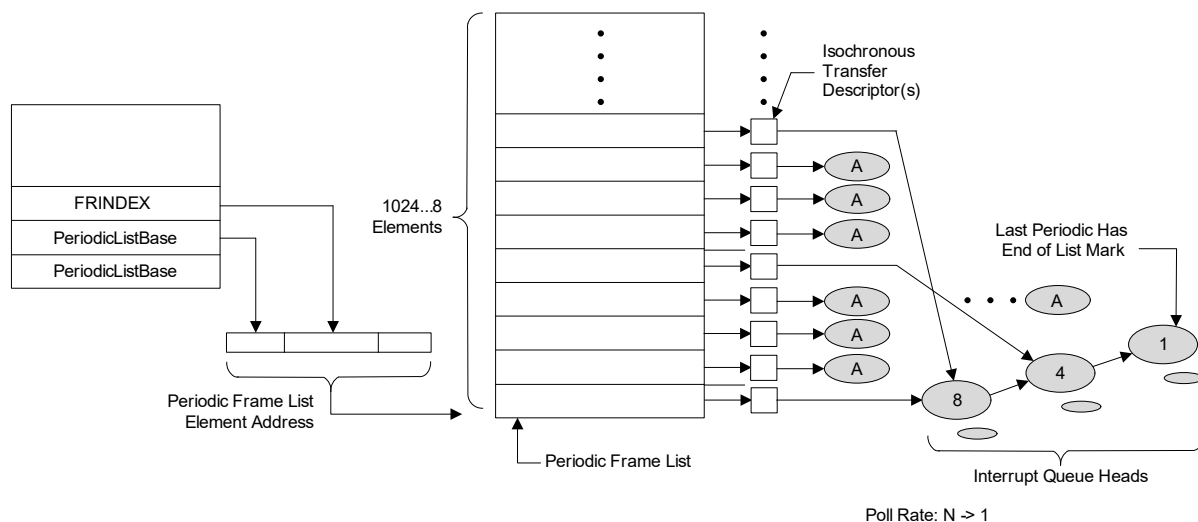 Isochronous
Transfer
Descriptor(s)
FRINDEX
PeriodicListBase
PeriodicListBase
1024...8
Elements
A
A
A
Last Periodic Has
End of List Mark
A
A
A
A
1
4
8
Periodic Frame List
Element Address
Periodic Frame List
Interrupt Queue Heads
Poll Rate: N -> 1